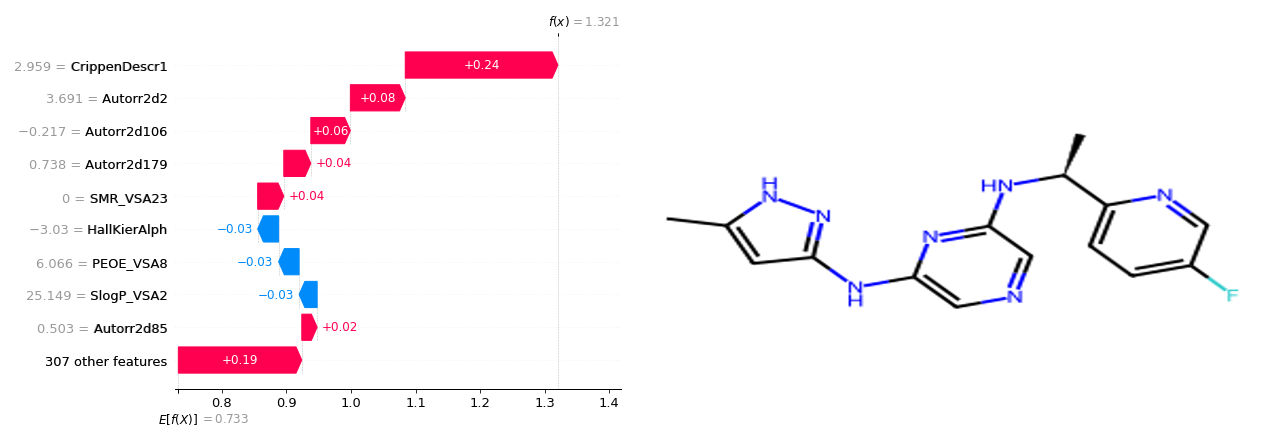 f(x) = 1.321
2.959 = CrippenDescr1
+0.24
3.691 = Autorr2d2
+0.08
−0.217 = Autorr2d106
+0.06
0.738 = Autorr2d179
+0.04
0 = SMR_VSA23
+0.04
−3.03 = HallKierAlph
−0.03
6.066 = PEOE_VSA8
−0.03
25.149 = SlogP_VSA2
−0.03
0.503 = Autorr2d85
+0.02
307 other features
+0.19
0.8 0.9 1.0 1.1 1.2 1.3 1.4
E[f(X)] = 0.733
H
N
N
N
H
N
N
HN
N
F